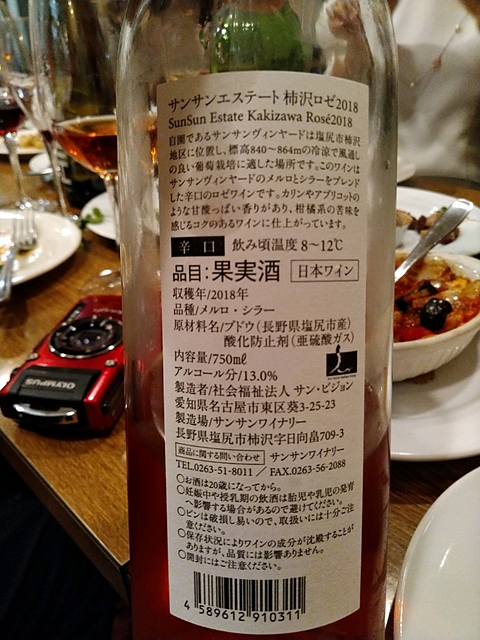 サンサンエステート 柿沢ロゼ2018
SunSun Estate Kakizawa Rosé2018
自園であるサンサンヴィンヤードは塩尻市柿沢
地区に位置し、標高840～864mの冷涼で風通し
の良い葡萄栽培に適した場所です。このワインは
サンサンヴィンヤードのメルロとシラーをブレンド
した辛口のロゼワインです。カリンやアプリコットの
ような甘酸っぱい香りがあり、柑橘系の苦味を
感じるコクのあるワインに仕上がっています。
辛口 飲み頃温度 8～12℃
品目：果実酒 日本ワイン
収穫年/2018年
品種/メルロ・シラー
原材料名/ブドウ（長野県塩尻市産）
酸化防止剤（亜硫酸ガス）
内容量/750ml
アルコール分/13.0%
製造者/社会福祉法人 サン・ビジョン
愛知県名古屋市東区葵3-25-23
製造場/サンサンワイナリー
長野県塩尻市柿沢字日向畠709-3
商品に関する問い合わせ サンサンワイナリー
TEL.0263-51-8011 / FAX.0263-56-2088
○お酒は20歳になってから。
○妊娠中や授乳期の飲酒は胎児や乳児の発育
へ影響する場合があるので避けてください。
○ビンは破損し易いので、取扱いには十分ご注
意ください。
○保存状況によりワインの成分が沈殿することが
ありますが、品質には影響ありません。
○開封にはご注意ください。
4 589612 910311
OLYMPUS